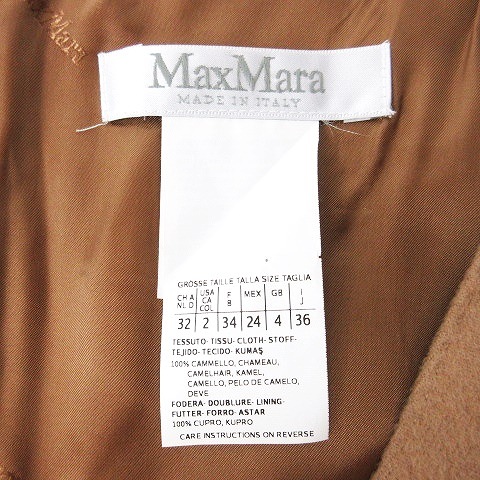 MaxMara
MaxMara
MADE IN ITALY
GROSSE TAILLE TALLA SIZE TAGLIA
CH A USA F MEX GB I
NL D CA B J
COL
32 2 34 24 4 36
TESSUTO-TISSU-CLOTH-STOFF-
TEJIDO-TECIDO-KUMAŞ
100% CAMMELLO, CHAMEAU,
CAMELHAIR, KAMEL,
CAMELLO, PELO DE CAMELO,
DEVE
FODERA-DOUBLURE-LINING-
FUTTER-FORRO-ASTAR
100% CUPRO, KUPRO
CARE INSTRUCTIONS ON REVERSE